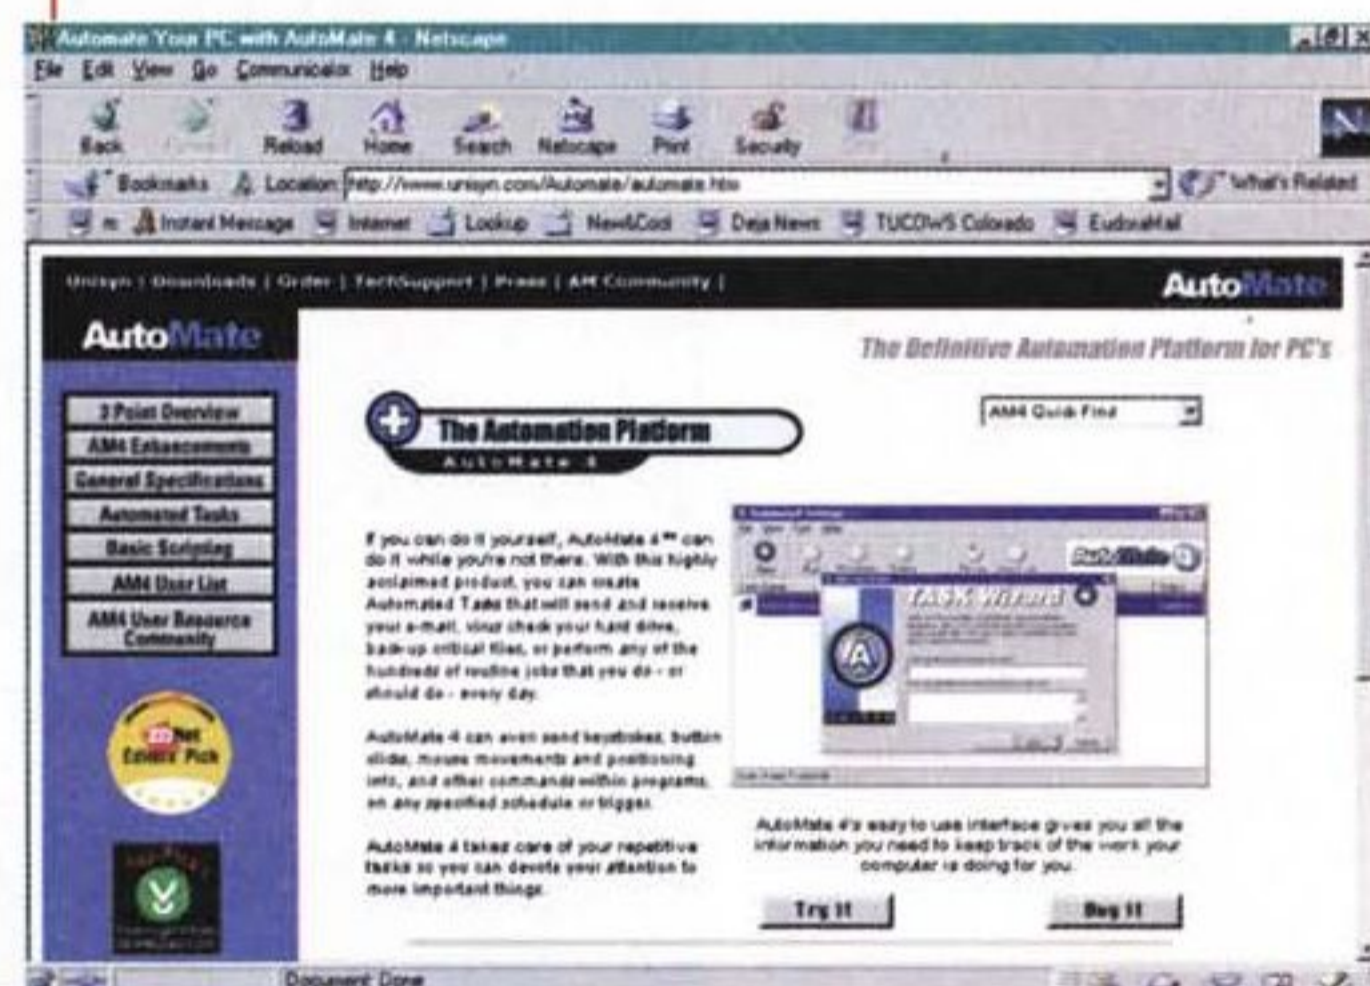 Automate Your PC with AutoMate 4 - Netscape
File Edit View Go Communicator Help
Back Reload Home Search Netscape Print Security
Bookmarks Location: http://www.unisyn.com/Automate/automate.htm What's Related
m Instant Message Internet Lookup New&Cool Deja News TUCOWS Colorado EudoraMail
Unisyn | Downloads | Order | TechSupport | Press | AM Community |
AutoMate
AutoMate
The Definitive Automation Platform for PC's
3 Point Overview
AM4 Enhancements
General Specifications
Automated Tasks
Basic Scripting
AM4 User List
AM4 User Resource
Community
The Automation Platform
AutoMate 4
AM4 Quick Find
If you can do it yourself, AutoMate 4™ can
do it while you're not there. With this highly
acclaimed product, you can create
Automated Tasks that will send and receive
your e-mail, virus check your hard drive,
back-up critical files, or perform any of the
hundreds of routine jobs that you do - or
should do - every day.
AutoMate 4 can even send keystrokes, button
clicks, mouse movements and positioning
info, and other commands within programs,
on any specified schedule or trigger.
AutoMate 4 takes care of your repetitive
tasks so you can devote your attention to
more important things.
AutoMate
TASK Wizard
AutoMate 4's easy to use interface gives you all the
information you need to keep track of the work your
computer is doing for you.
Try It
Buy It
Net
Editors' Pick
Document: Done